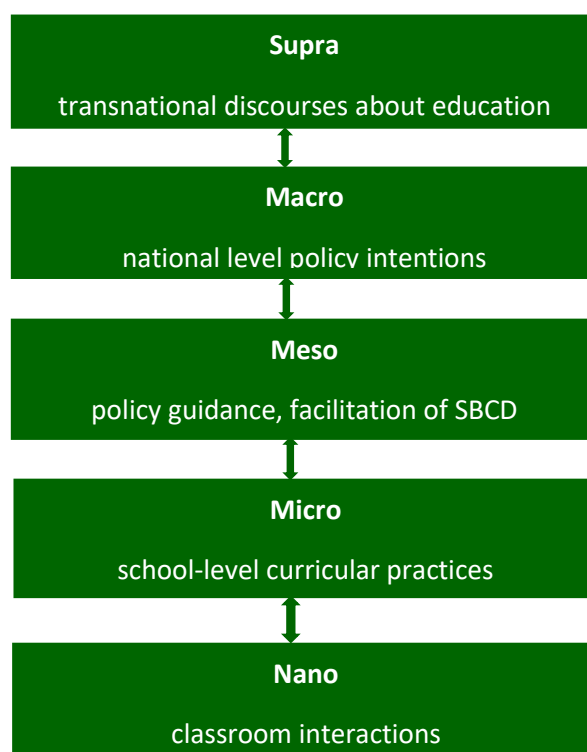 Supra
transnational discourses about education
Macro
national level policy intentions
Meso
policy guidance, facilitation of SBCD
Micro
school-level curricular practices
Nano
classroom interactions